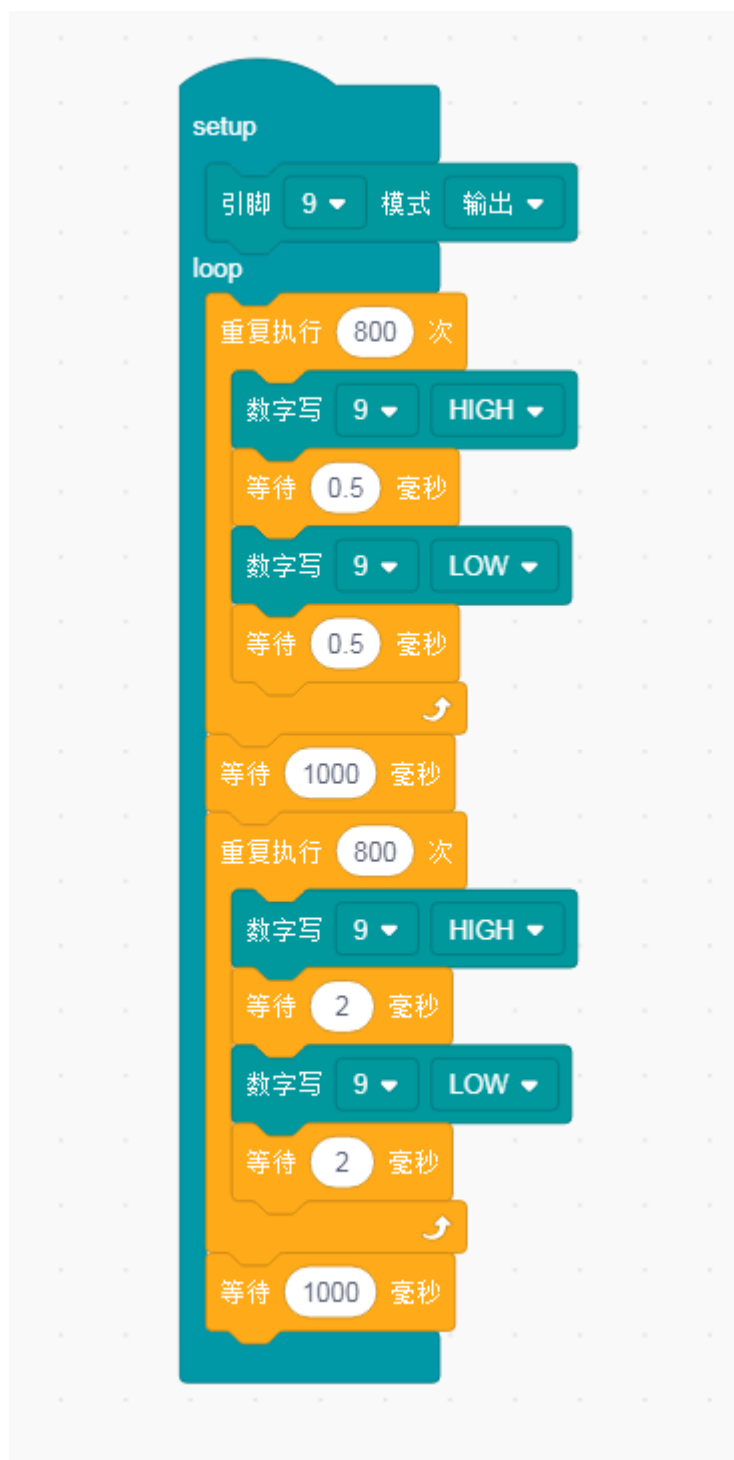 setup
引脚 9 模式 输出
loop
重复执行 800 次
数字写 9 HIGH
等待 0.5 毫秒
数字写 9 LOW
等待 0.5 毫秒
等待 1000 毫秒
重复执行 800 次
数字写 9 HIGH
等待 2 毫秒
数字写 9 LOW
等待 2 毫秒
等待 1000 毫秒